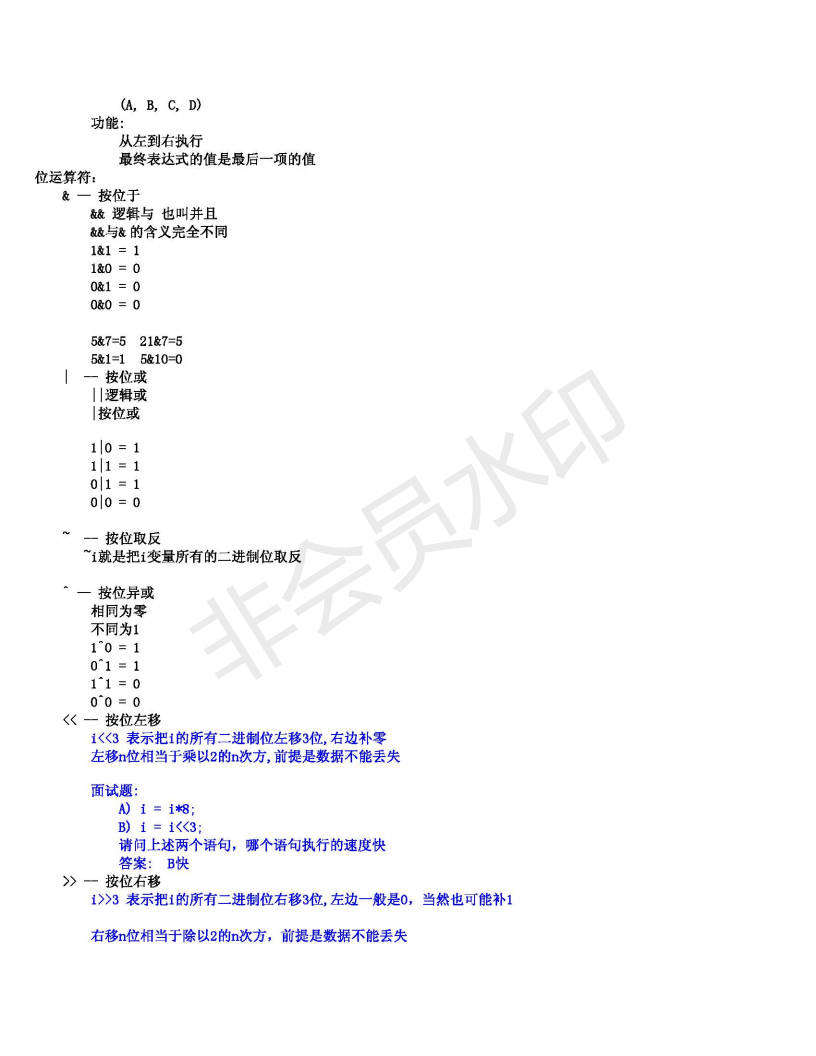 (A, B, C, D)
功能:
从左到右执行
最终表达式的值是最后一项的值
位运算符:
& — 按位于
&& 逻辑与 也叫并且
&&与& 的含义完全不同
1&1 = 1
1&0 = 0
0&1 = 0
0&0 = 0
5&7=5 21&7=5
5&1=1 5&10=0
| -- 按位或
||逻辑或
|按位或
1|0 = 1
1|1 = 1
0|1 = 1
0|0 = 0
~ -- 按位取反
~i就是把i变量所有的二进制位取反
^ — 按位异或
相同为零
不同为1
1^0 = 1
0^1 = 1
1^1 = 0
0^0 = 0
<< -- 按位左移
i<<3 表示把i的所有二进制位左移3位,右边补零
左移n位相当于乘以2的n次方,前提是数据不能丢失
面试题:
A) i = i*8;
B) i = i<<3;
请问上述两个语句，哪个语句执行的速度快
答案: B快
>> -- 按位右移
i>>3 表示把i的所有二进制位右移3位,左边一般是0，当然也可能补1
右移n位相当于除以2的n次方，前提是数据不能丢失
非会员水印